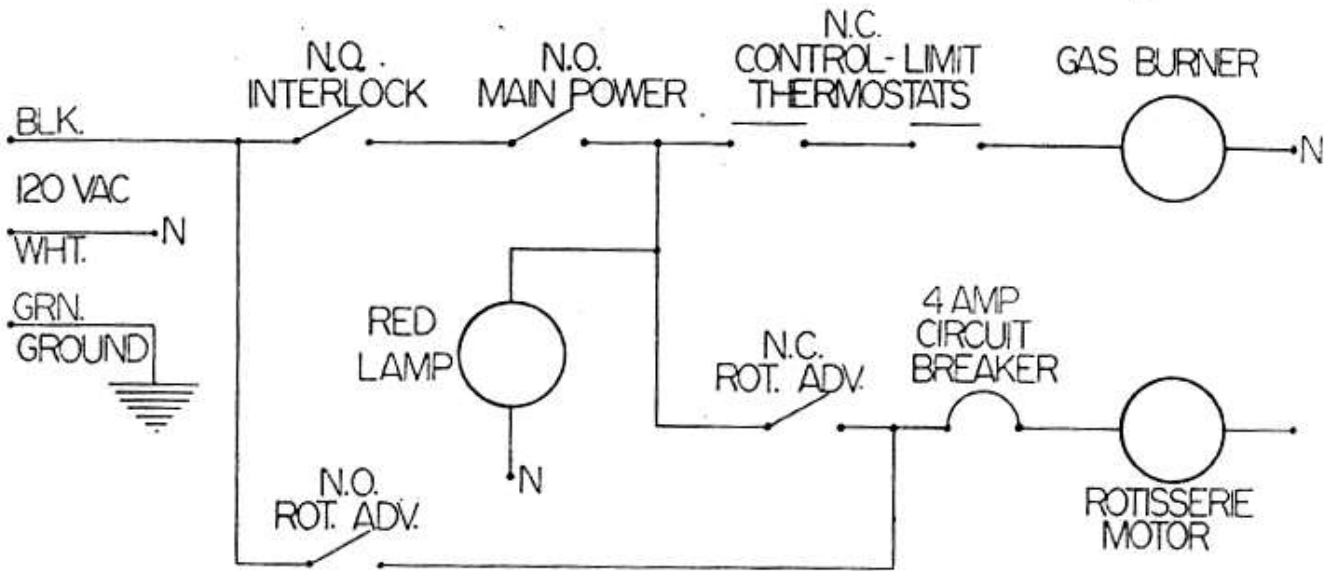 N.O.
INTERLOCK
N.O.
MAIN POWER
N.C.
CONTROL-LIMIT
THERMOSTATS
GAS BURNER
BLK.
120 VAC
N
WHT.
GRN.
GROUND
N
RED
LAMP
N
N.C.
ROT. ADV.
4 AMP
CIRCUIT
BREAKER
ROTISSERIE
MOTOR
N.O.
ROT. ADV.